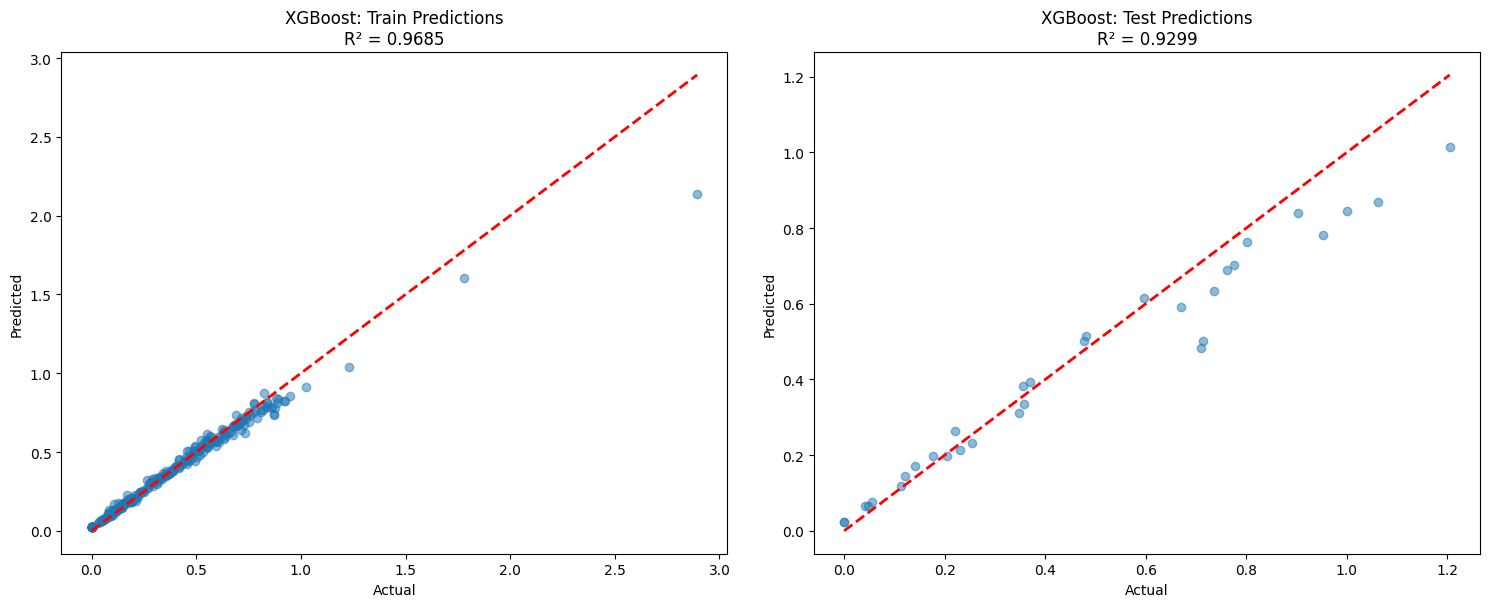 XGBoost: Train Predictions
R² = 0.9685
3.0
2.5
2.0
1.5
1.0
0.5
0.0
Predicted
0.0 0.5 1.0 1.5 2.0 2.5 3.0
Actual
XGBoost: Test Predictions
R² = 0.9299
1.2
1.0
0.8
0.6
0.4
0.2
0.0
Predicted
0.0 0.2 0.4 0.6 0.8 1.0 1.2
Actual